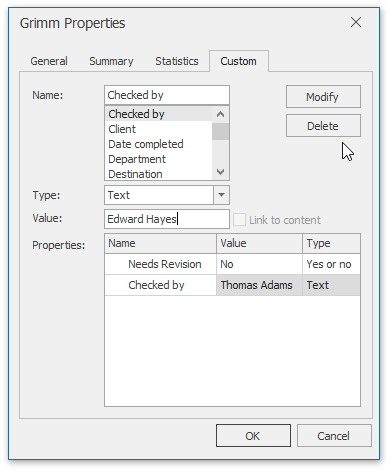 Grimm Properties
General Summary Statistics Custom
Name: Checked by Modify
Checked by
Client
Date completed
Department
Destination
Delete
Type: Text
Value: Edward Hayes Link to content
Properties: Name Value Type
Needs Revision No Yes or no
Checked by Thomas Adams Text
OK Cancel